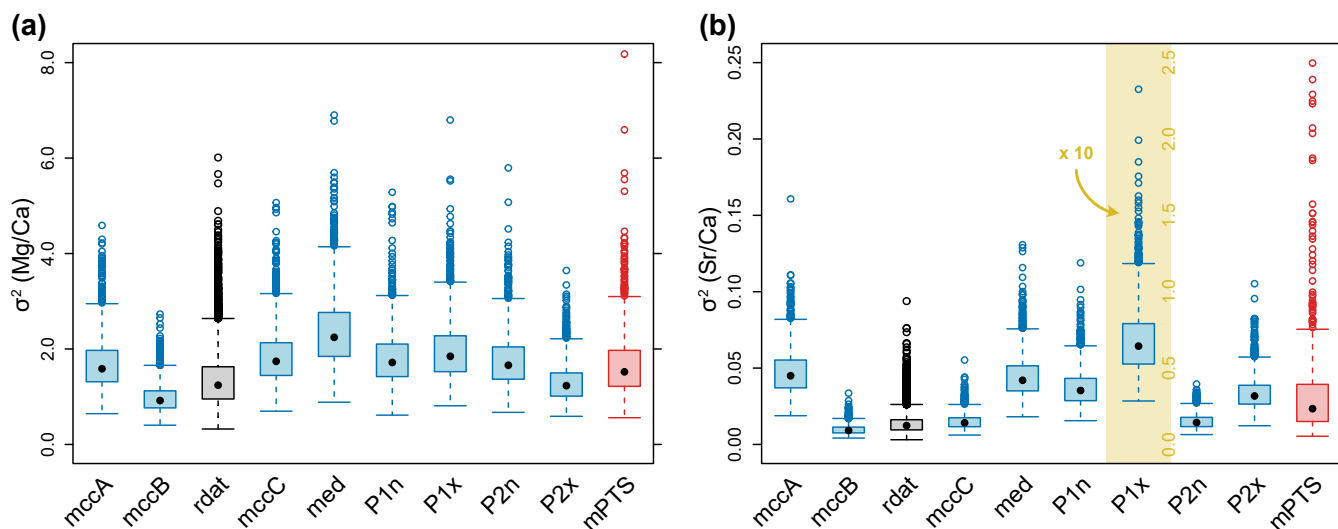 (a)
σ² (Mg/Ca)
8.0
6.0
4.0
2.0
0.0
mccA
mccB
rdat
mccC
med
P1n
P1x
P2n
P2x
mPTS
(b)
σ² (Sr/Ca)
0.25
0.20
0.15
0.10
0.05
0.00
x 10
2.5
2.0
1.5
1.0
0.5
0.0
mccA
mccB
rdat
mccC
med
P1n
P1x
P2n
P2x
mPTS